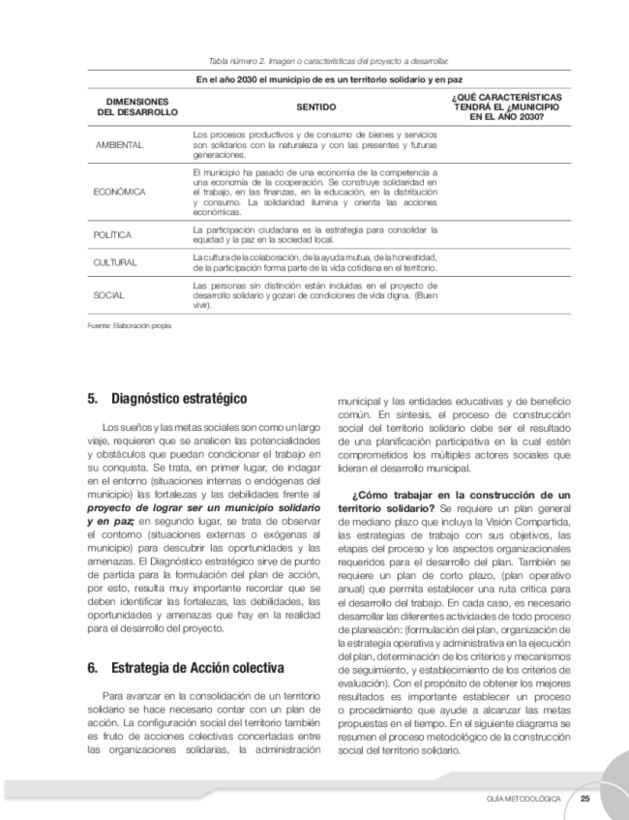 Tabla número 2. Imagen o características del proyecto a desarrollar.
En el año 2030 el municipio de es un territorio solidario y en paz
DIMENSIONES
DEL DESARROLLO
SENTIDO
¿QUÉ CARACTERÍSTICAS
TENDRÁ EL ¿MUNICIPIO
EN EL AÑO 2030?
AMBIENTAL
Los procesos productivos y de consumo de bienes y servicios
son solidarios con la naturaleza y con las presentes y futuras
generaciones.
ECONÓMICA
El municipio ha pasado de una economía de la competencia a
una economía de la cooperación. Se construye solidaridad en
el trabajo, en las finanzas, en la educación, en la distribución
y consumo. La solidaridad ilumina y orienta las acciones
económicas.
POLÍTICA
La participación ciudadana es la estrategia para consolidar la
equidad y la paz en la sociedad local.
CULTURAL
La cultura de la colaboración, de la ayuda mutua, de la honestidad,
de la participación forma parte de la vida cotidiana en el territorio.
SOCIAL
Las personas sin distinción están incluidas en el proyecto de
desarrollo solidario y gozan de condiciones de vida digna. (Buen
vivir).
Fuente: Elaboración propia
5. Diagnóstico estratégico
Los sueños y las metas sociales son como un largo
viaje, requieren que se analicen las potencialidades
y obstáculos que puedan condicionar el trabajo en
su conquista. Se trata, en primer lugar, de indagar
en el entorno (situaciones internas o endógenas del
municipio) las fortalezas y las debilidades frente al
proyecto de lograr ser un municipio solidario
y en paz; en segundo lugar, se trata de observar
el contorno (situaciones externas o exógenas al
municipio) para descubrir las oportunidades y las
amenazas. El Diagnóstico estratégico sirve de punto
de partida para la formulación del plan de acción,
por esto, resulta muy importante recordar que se
deben identificar las fortalezas, las debilidades, las
oportunidades y amenazas que hay en la realidad
para el desarrollo del proyecto.
6. Estrategia de Acción colectiva
Para avanzar en la consolidación de un territorio
solidario se hace necesario contar con un plan de
acción. La configuración social del territorio también
es fruto de acciones colectivas concertadas entre
las organizaciones solidarias, la administración
municipal y las entidades educativas y de beneficio
común. En síntesis, el proceso de construcción
social del territorio solidario debe ser el resultado
de una planificación participativa en la cual estén
comprometidos los múltiples actores sociales que
lideran el desarrollo municipal.
¿Cómo trabajar en la construcción de un
territorio solidario? Se requiere un plan general
de mediano plazo que incluya la Visión Compartida,
las estrategias de trabajo con sus objetivos, las
etapas del proceso y los aspectos organizacionales
requeridos para el desarrollo del plan. También se
requiere un plan de corto plazo, (plan operativo
anual) que permita establecer una ruta crítica para
el desarrollo del trabajo. En cada caso, es necesario
desarrollar las diferentes actividades de todo proceso
de planeación: (formulación del plan, organización de
la estrategia operativa y administrativa en la ejecución
del plan, determinación de los criterios y mecanismos
de seguimiento, y establecimiento de los criterios de
evaluación). Con el propósito de obtener los mejores
resultados es importante establecer un proceso
o procedimiento que ayude a alcanzar las metas
propuestas en el tiempo. En el siguiente diagrama se
resumen el proceso metodológico de la construcción
social del territorio solidario.
GUÍA METODOLÓGICA 25